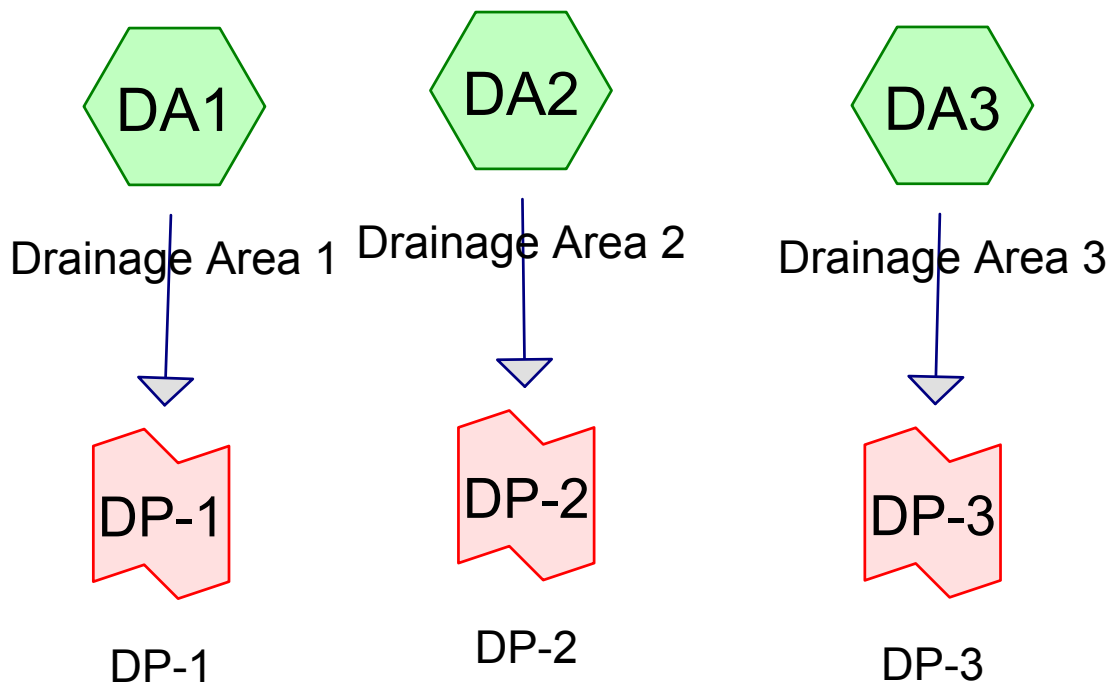 DA1
DA2
DA3
Drainage Area 1
Drainage Area 2
Drainage Area 3
DP-1
DP-2
DP-3
DP-1
DP-2
DP-3